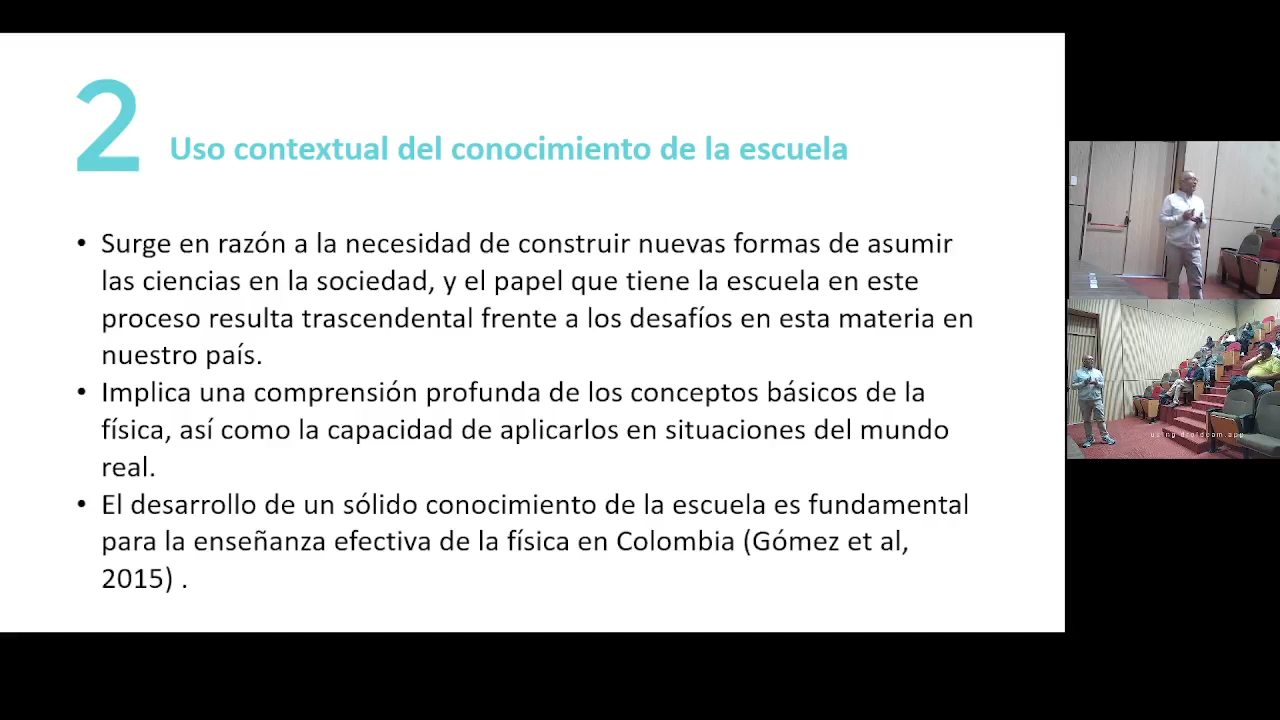 2
Uso contextual del conocimiento de la escuela
• Surge en razón a la necesidad de construir nuevas formas de asumir
las ciencias en la sociedad, y el papel que tiene la escuela en este
proceso resulta trascendental frente a los desafíos en esta materia en
nuestro país.
• Implica una comprensión profunda de los conceptos básicos de la
física, así como la capacidad de aplicarlos en situaciones del mundo
real.
• El desarrollo de un sólido conocimiento de la escuela es fundamental
para la enseñanza efectiva de la física en Colombia (Gómez et al,
2015) .
using droidcam.app